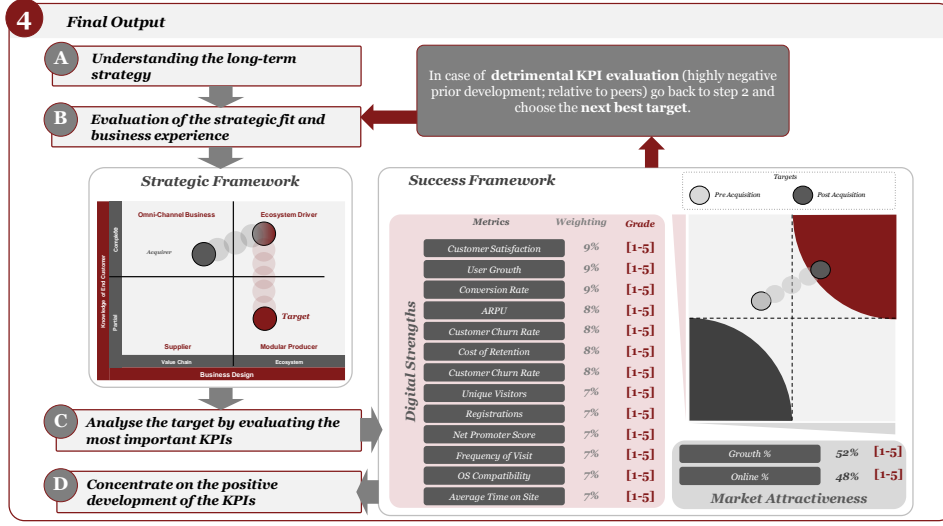 4
Final Output
A
Understanding the long-term
strategy
B
Evaluation of the strategic fit and
business experience
In case of detrimental KPI evaluation (highly negative
prior development; relative to peers) go back to step 2 and
choose the next best target.
Strategic Framework
Omni-Channel Business
Ecosystem Driver
Acquirer
Target
Supplier
Modular Producer
Knowledge of End Customer
Complete
Partial
Value Chain
Ecosystem
Business Design
Success Framework
Metrics Weighting Grade
Digital Strengths
Customer Satisfaction 9% [1-5]
User Growth 9% [1-5]
Conversion Rate 9% [1-5]
ARPU 8% [1-5]
Customer Churn Rate 8% [1-5]
Cost of Retention 8% [1-5]
Customer Churn Rate 8% [1-5]
Unique Visitors 7% [1-5]
Registrations 7% [1-5]
Net Promoter Score 7% [1-5]
Frequency of Visit 7% [1-5]
OS Compatibility 7% [1-5]
Average Time on Site 7% [1-5]
Targets
Pre Acquisition
Post Acquisition
Growth % 52% [1-5]
Online % 48% [1-5]
Market Attractiveness
C
Analyse the target by evaluating the
most important KPIs
D
Concentrate on the positive
development of the KPIs